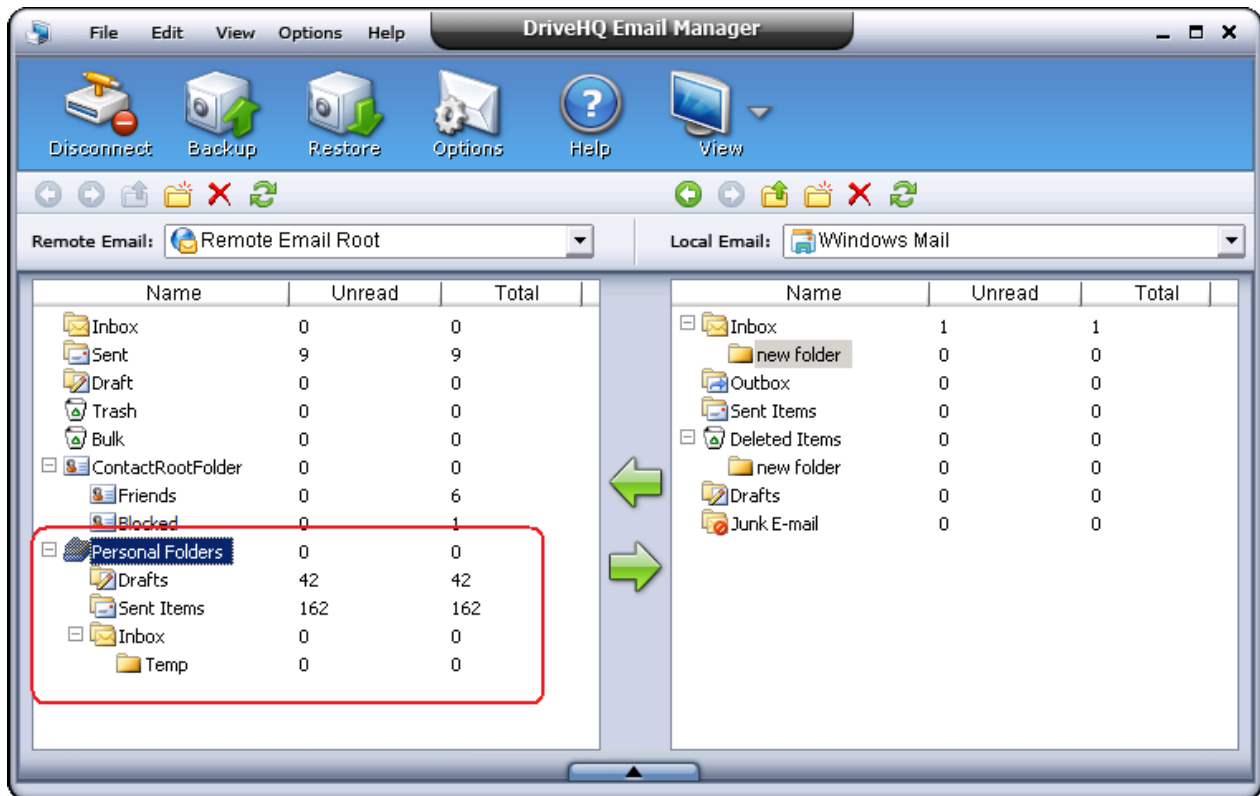 File Edit View Options Help DriveHQ Email Manager
Disconnect Backup Restore Options Help View
Remote Email: Remote Email Root Local Email: Windows Mail
Name Unread Total
Inbox 0 0
Sent 9 9
Draft 0 0
Trash 0 0
Bulk 0 0
ContactRootFolder 0 0
Friends 0 6
Blocked 0 1
Personal Folders 0 0
Drafts 42 42
Sent Items 162 162
Inbox 0 0
Temp 0 0
Name Unread Total
Inbox 1 1
new folder 0 0
Outbox 0 0
Sent Items 0 0
Deleted Items 0 0
new folder 0 0
Drafts 0 0
Junk E-mail 0 0